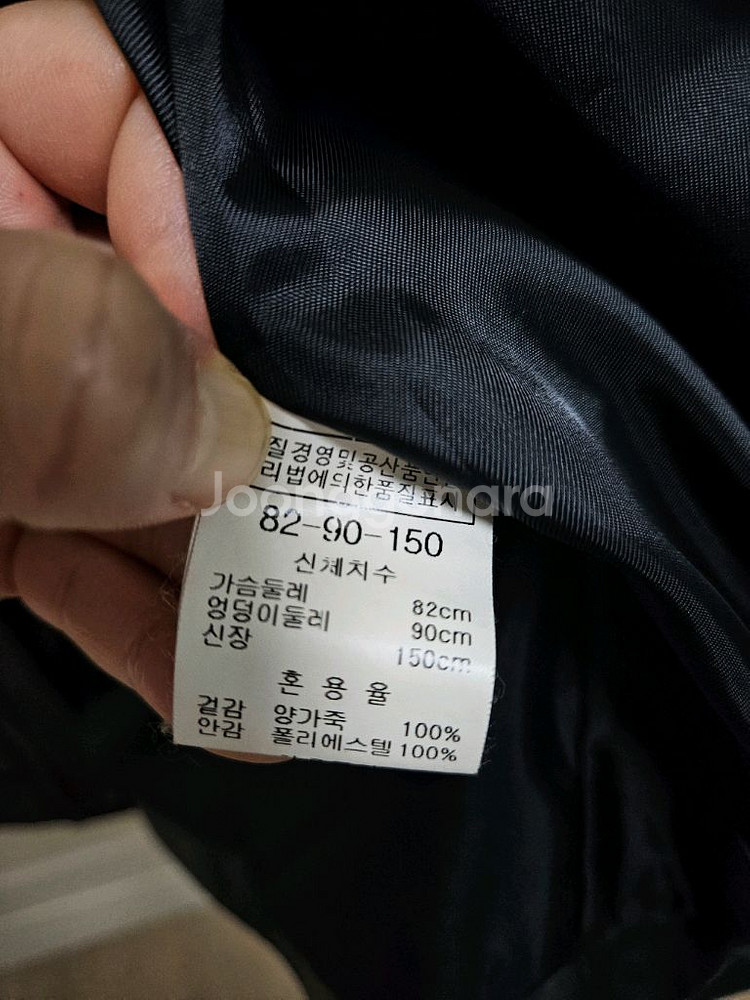 질경영및공산품안
리법에의한품질표시
Joonggonara
82-90-150
신체치수
가슴둘레 82cm
엉덩이둘레 90cm
신장 150cm
혼용율
겉감 양가죽 100%
안감 폴리에스텔 100%